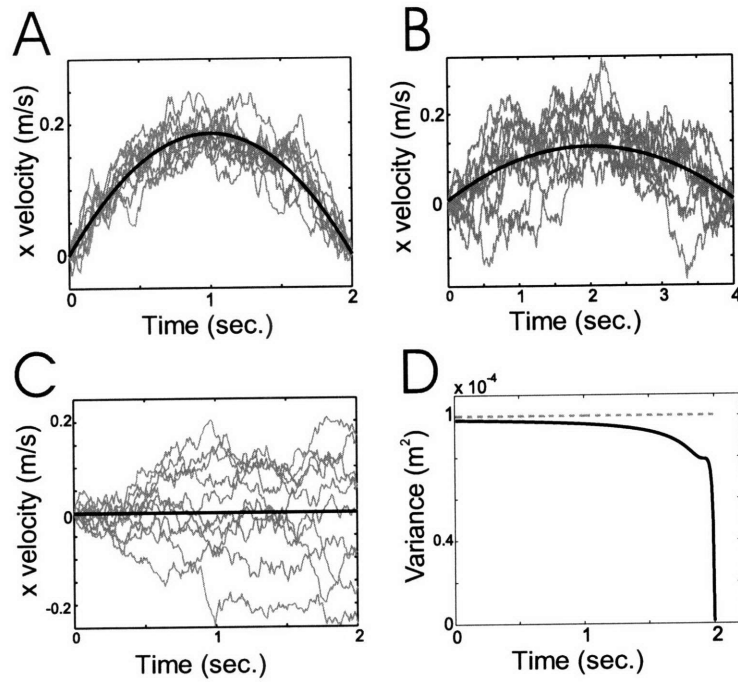 A
x velocity (m/s)
0.2
0
0
1
2
Time (sec.)
B
x velocity (m/s)
0.2
0
0
1
2
3
4
Time (sec.)
C
x velocity (m/s)
0.2
0
-0.2
0
1
2
Time (sec.)
D
x 10⁻⁴
Variance (m²)
1
0.4
0
0
1
2
Time (sec.)